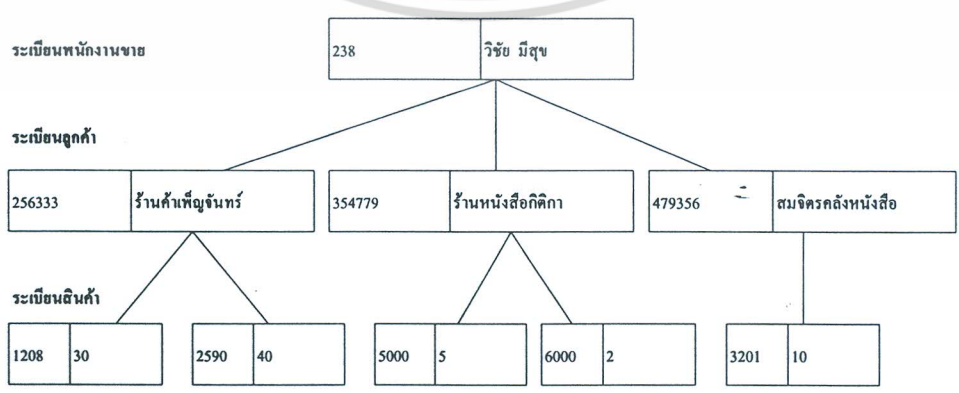 ระเบียนพนักงานขาย
238 วิชัย มีสุข
ระเบียนลูกค้า
256333 ร้านค้าเพ็ญจันทร์ 354779 ร้านหนังสือกิติกา 479356 สมจิตรคลังหนังสือ
ระเบียนสินค้า
1208 30 2590 40 5000 5 6000 2 3201 10